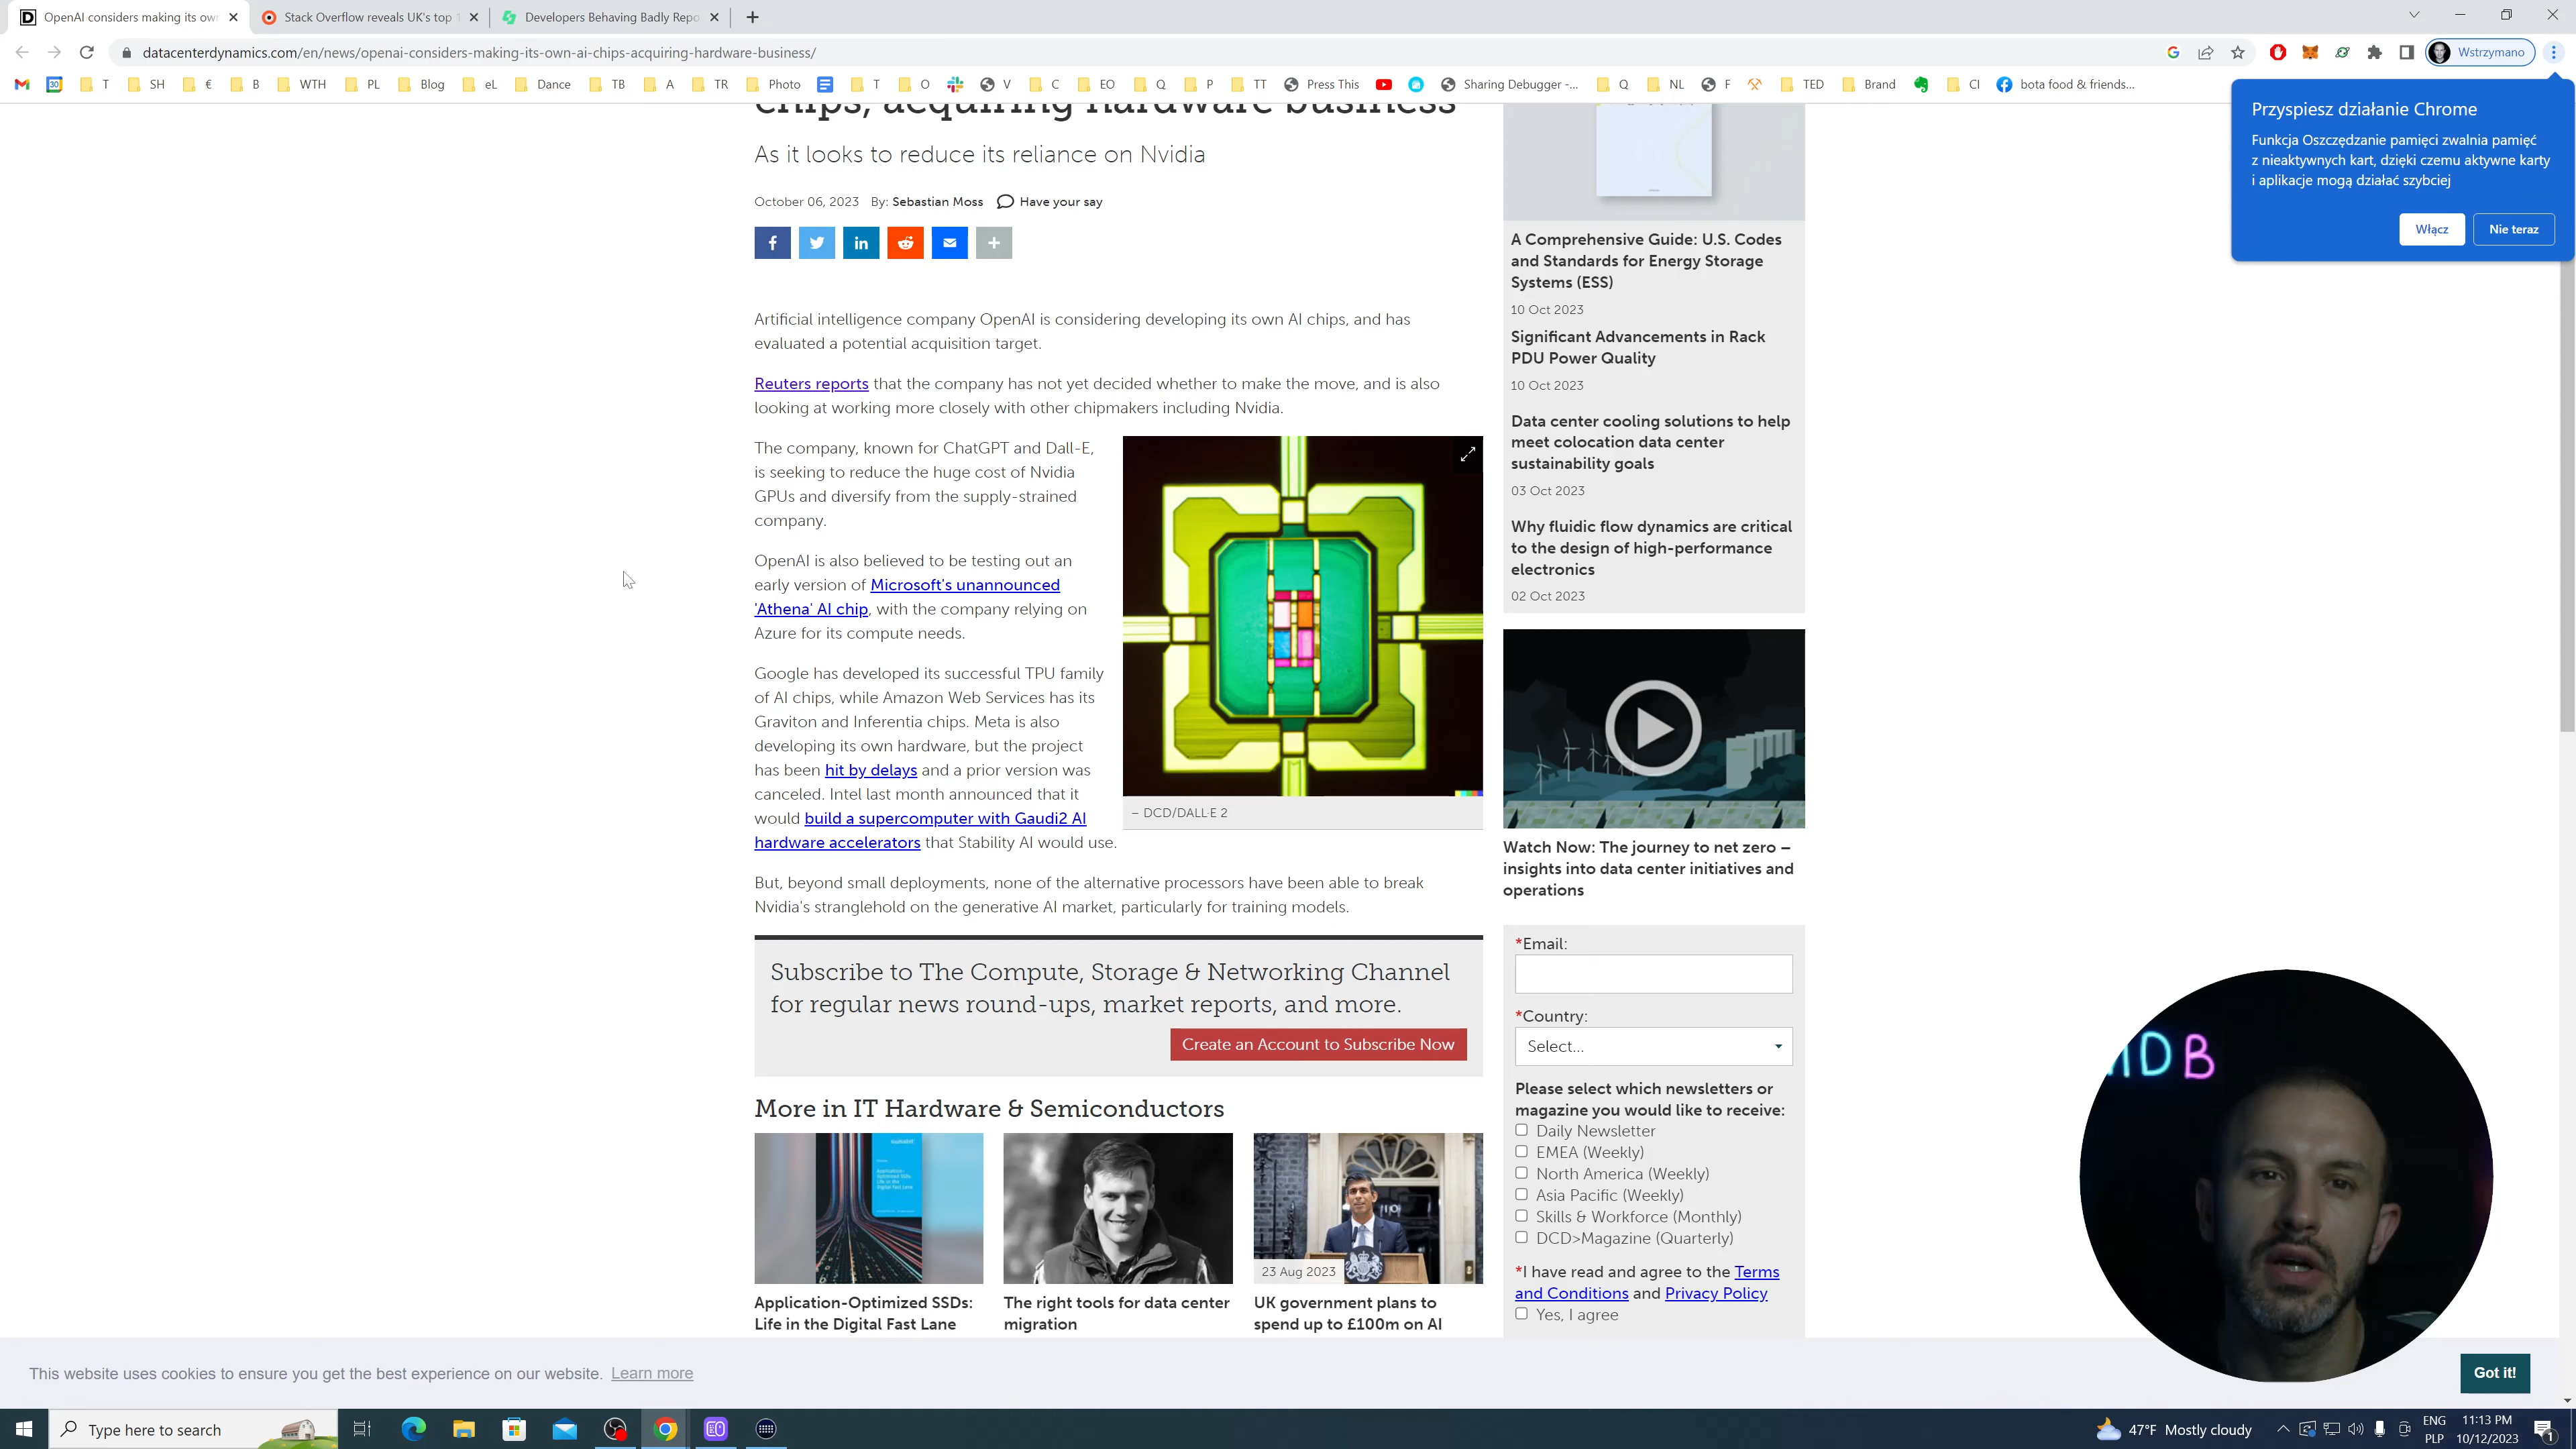 OpenAI considers making its own
Stack Overflow reveals UK's top 1
Developers Behaving Badly Repo
datacenterdynamics.com/en/news/openai-considers-making-its-own-ai-chips-acquiring-hardware-business/
Wstrzymano
T
SH
€
B
WTH
PL
Blog
eL
Dance
TB
A
TR
Photo
T
O
V
C
EO
Q
P
TT
Press This
Sharing Debugger -...
Q
NL
F
TED
Brand
CI
bota food & friends...
Przyspiesz działanie Chrome
Funkcja Oszczędzanie pamięci zwalnia pamięć
z nieaktywnych kart, dzięki czemu aktywne karty
i aplikacje mogą działać szybciej
Włącz
Nie teraz
chips, acquiring hardware business
As it looks to reduce its reliance on Nvidia
October 06, 2023 By: Sebastian Moss Have your say
Artificial intelligence company OpenAI is considering developing its own AI chips, and has
evaluated a potential acquisition target.
Reuters reports that the company has not yet decided whether to make the move, and is also
looking at working more closely with other chipmakers including Nvidia.
The company, known for ChatGPT and Dall-E,
is seeking to reduce the huge cost of Nvidia
GPUs and diversify from the supply-strained
company.
OpenAI is also believed to be testing out an
early version of Microsoft's unannounced
'Athena' AI chip, with the company relying on
Azure for its compute needs.
Google has developed its successful TPU family
of AI chips, while Amazon Web Services has its
Graviton and Inferentia chips. Meta is also
developing its own hardware, but the project
has been hit by delays and a prior version was
canceled. Intel last month announced that it
would build a supercomputer with Gaudi2 AI
hardware accelerators that Stability AI would use.
– DCD/DALL·E 2
But, beyond small deployments, none of the alternative processors have been able to break
Nvidia's stranglehold on the generative AI market, particularly for training models.
Subscribe to The Compute, Storage & Networking Channel
for regular news round-ups, market reports, and more.
Create an Account to Subscribe Now
More in IT Hardware & Semiconductors
Application-Optimized SSDs:
Life in the Digital Fast Lane
The right tools for data center
migration
23 Aug 2023
UK government plans to
spend up to £100m on AI
A Comprehensive Guide: U.S. Codes
and Standards for Energy Storage
Systems (ESS)
10 Oct 2023
Significant Advancements in Rack
PDU Power Quality
10 Oct 2023
Data center cooling solutions to help
meet colocation data center
sustainability goals
03 Oct 2023
Why fluidic flow dynamics are critical
to the design of high-performance
electronics
02 Oct 2023
Watch Now: The journey to net zero –
insights into data center initiatives and
operations
*Email:
*Country:
Select...
Please select which newsletters or
magazine you would like to receive:
Daily Newsletter
EMEA (Weekly)
North America (Weekly)
Asia Pacific (Weekly)
Skills & Workforce (Monthly)
DCD>Magazine (Quarterly)
*I have read and agree to the Terms
and Conditions and Privacy Policy
Yes, I agree
DB
This website uses cookies to ensure you get the best experience on our website. Learn more
Got it!
Type here to search
47°F Mostly cloudy
ENG
PLP
11:13 PM
10/12/2023
1